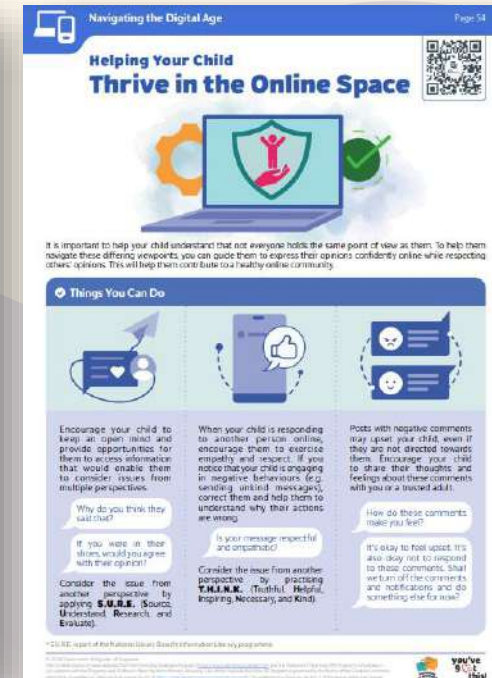 Navigating the Digital Age
Page 54
Helping Your Child
Thrive in the Online Space
It is important to help your child understand that not everyone holds the same point of view as them. To help them
navigate these differing viewpoints, you can guide them to express their opinions confidently online while respecting
others' opinions. This will help them contribute to a healthy online community.
Things You Can Do
Encourage your child to
keep an open mind and
provide opportunities for
them to access information
that would enable them
to consider issues from
multiple perspectives.
Why do you think they
said that?
If you were in their
shoes, would you agree
with their opinion?
Consider the issue from
another perspective by
applying S.U.R.E. (Source,
Understand, Research, and
Evaluate).
When your child is responding
to another person online,
encourage them to exercise
empathy and respect. If you
notice that your child is engaging
in negative behaviours (e.g.
sending unkind messages),
correct them and help them to
understand why their actions
are wrong.
Is your message respectful
and empathetic?
Consider the issue from another
perspective by practising
T.H.I.N.K. (Truthful, Helpful,
Inspiring, Necessary, and Kind).
Posts with negative comments
may upset your child, even if
they are not directed towards
them. Encourage your child
to share their thoughts and
feelings about these comments
with you or a trusted adult.
How do these comments
make you feel?
It's okay to feel upset. It's
also okay not to respond
to these comments. Shall
we turn off the comments
and notifications and do
something else for now?
* S.U.R.E. is part of the National Library Board's Information Literacy programme.
you've
got
this!